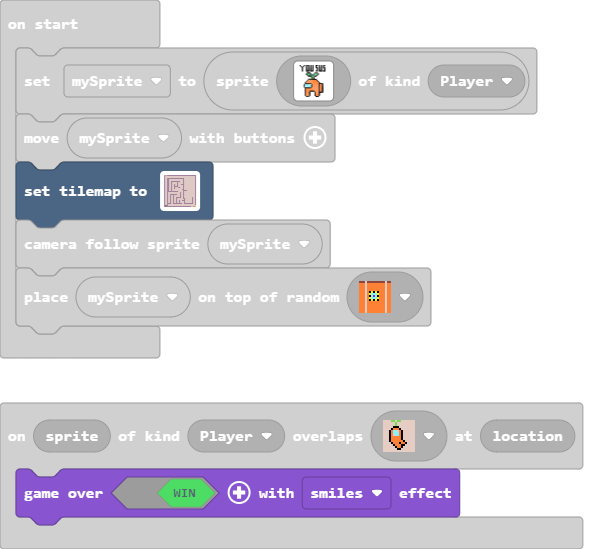 on start
set mySprite to sprite YOU SUS of kind Player
move mySprite with buttons
set tilemap to
camera follow sprite mySprite
place mySprite on top of random
on sprite of kind Player overlaps at location
game over WIN with smiles effect